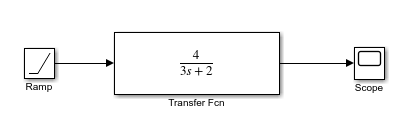 4
3s + 2
Ramp
Transfer Fcn
Scope